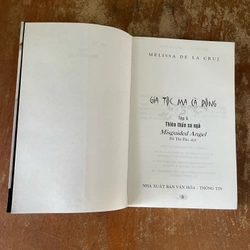 MELISSA DE LA CRUZ
GIA TỘC MA CÀ RỒNG
Tập 5
Thiên thần sa ngã
Misguided Angel
NHÀ XUẤT BẢN VĂN HÓA - THÔNG TIN